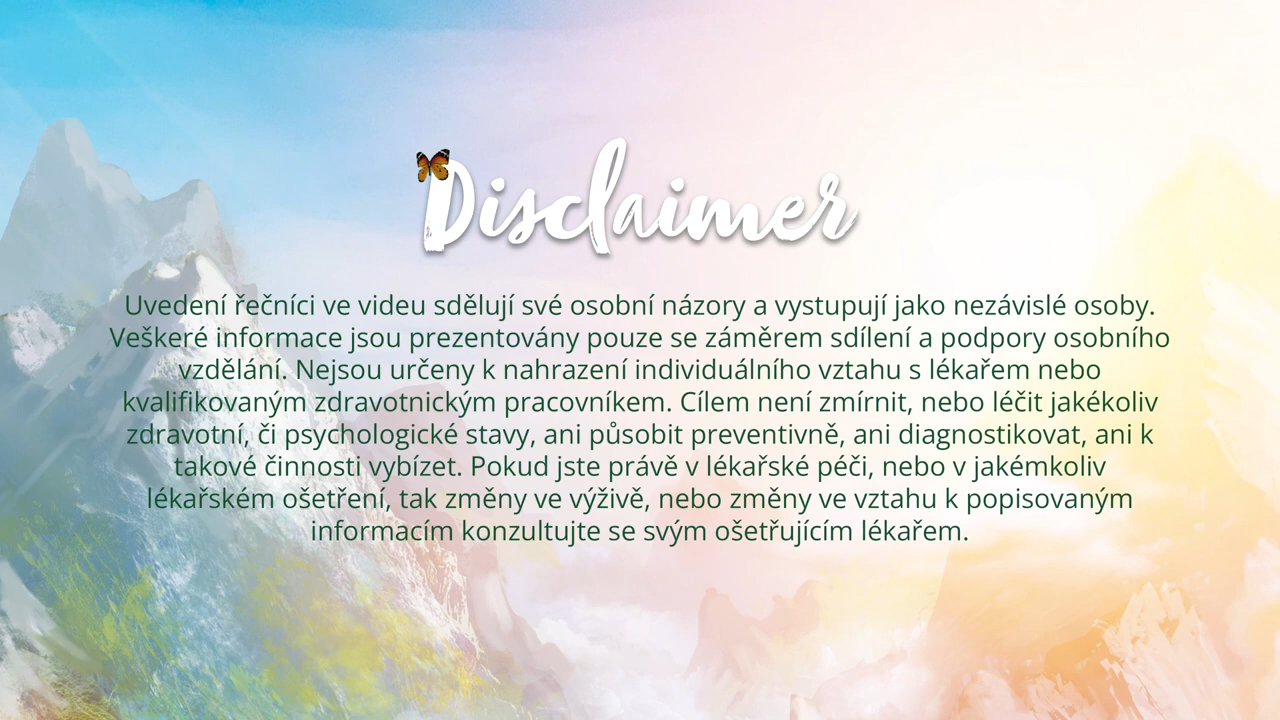 Disclaimer
Uvedení řečníci ve videu sdělují své osobní názory a vystupují jako nezávislé osoby.
Veškeré informace jsou prezentovány pouze se záměrem sdílení a podpory osobního
vzdělání. Nejsou určeny k nahrazení individuálního vztahu s lékařem nebo
kvalifikovaným zdravotnickým pracovníkem. Cílem není zmírnit, nebo léčit jakékoliv
zdravotní, či psychologické stavy, ani působit preventivně, ani diagnostikovat, ani k
takové činnosti vybízet. Pokud jste právě v lékařské péči, nebo v jakémkoliv
lékařském ošetření, tak změny ve výživě, nebo změny ve vztahu k popisovaným
informacím konzultujte se svým ošetřujícím lékařem.